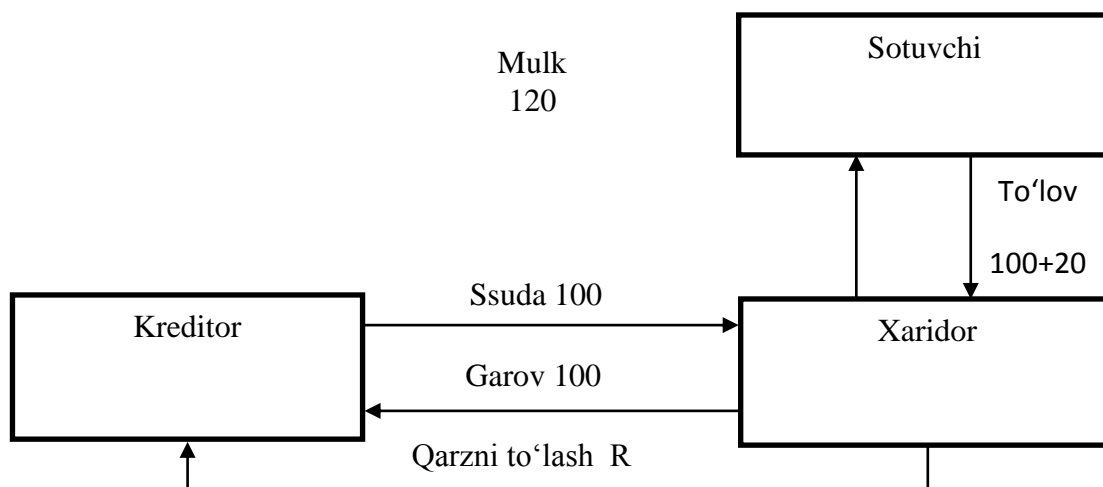 Sotuvchi
Mulk
120
To‘lov
100+20
Ssuda 100
Kreditor
Xaridor
Garov 100
Qarzni to‘lash R